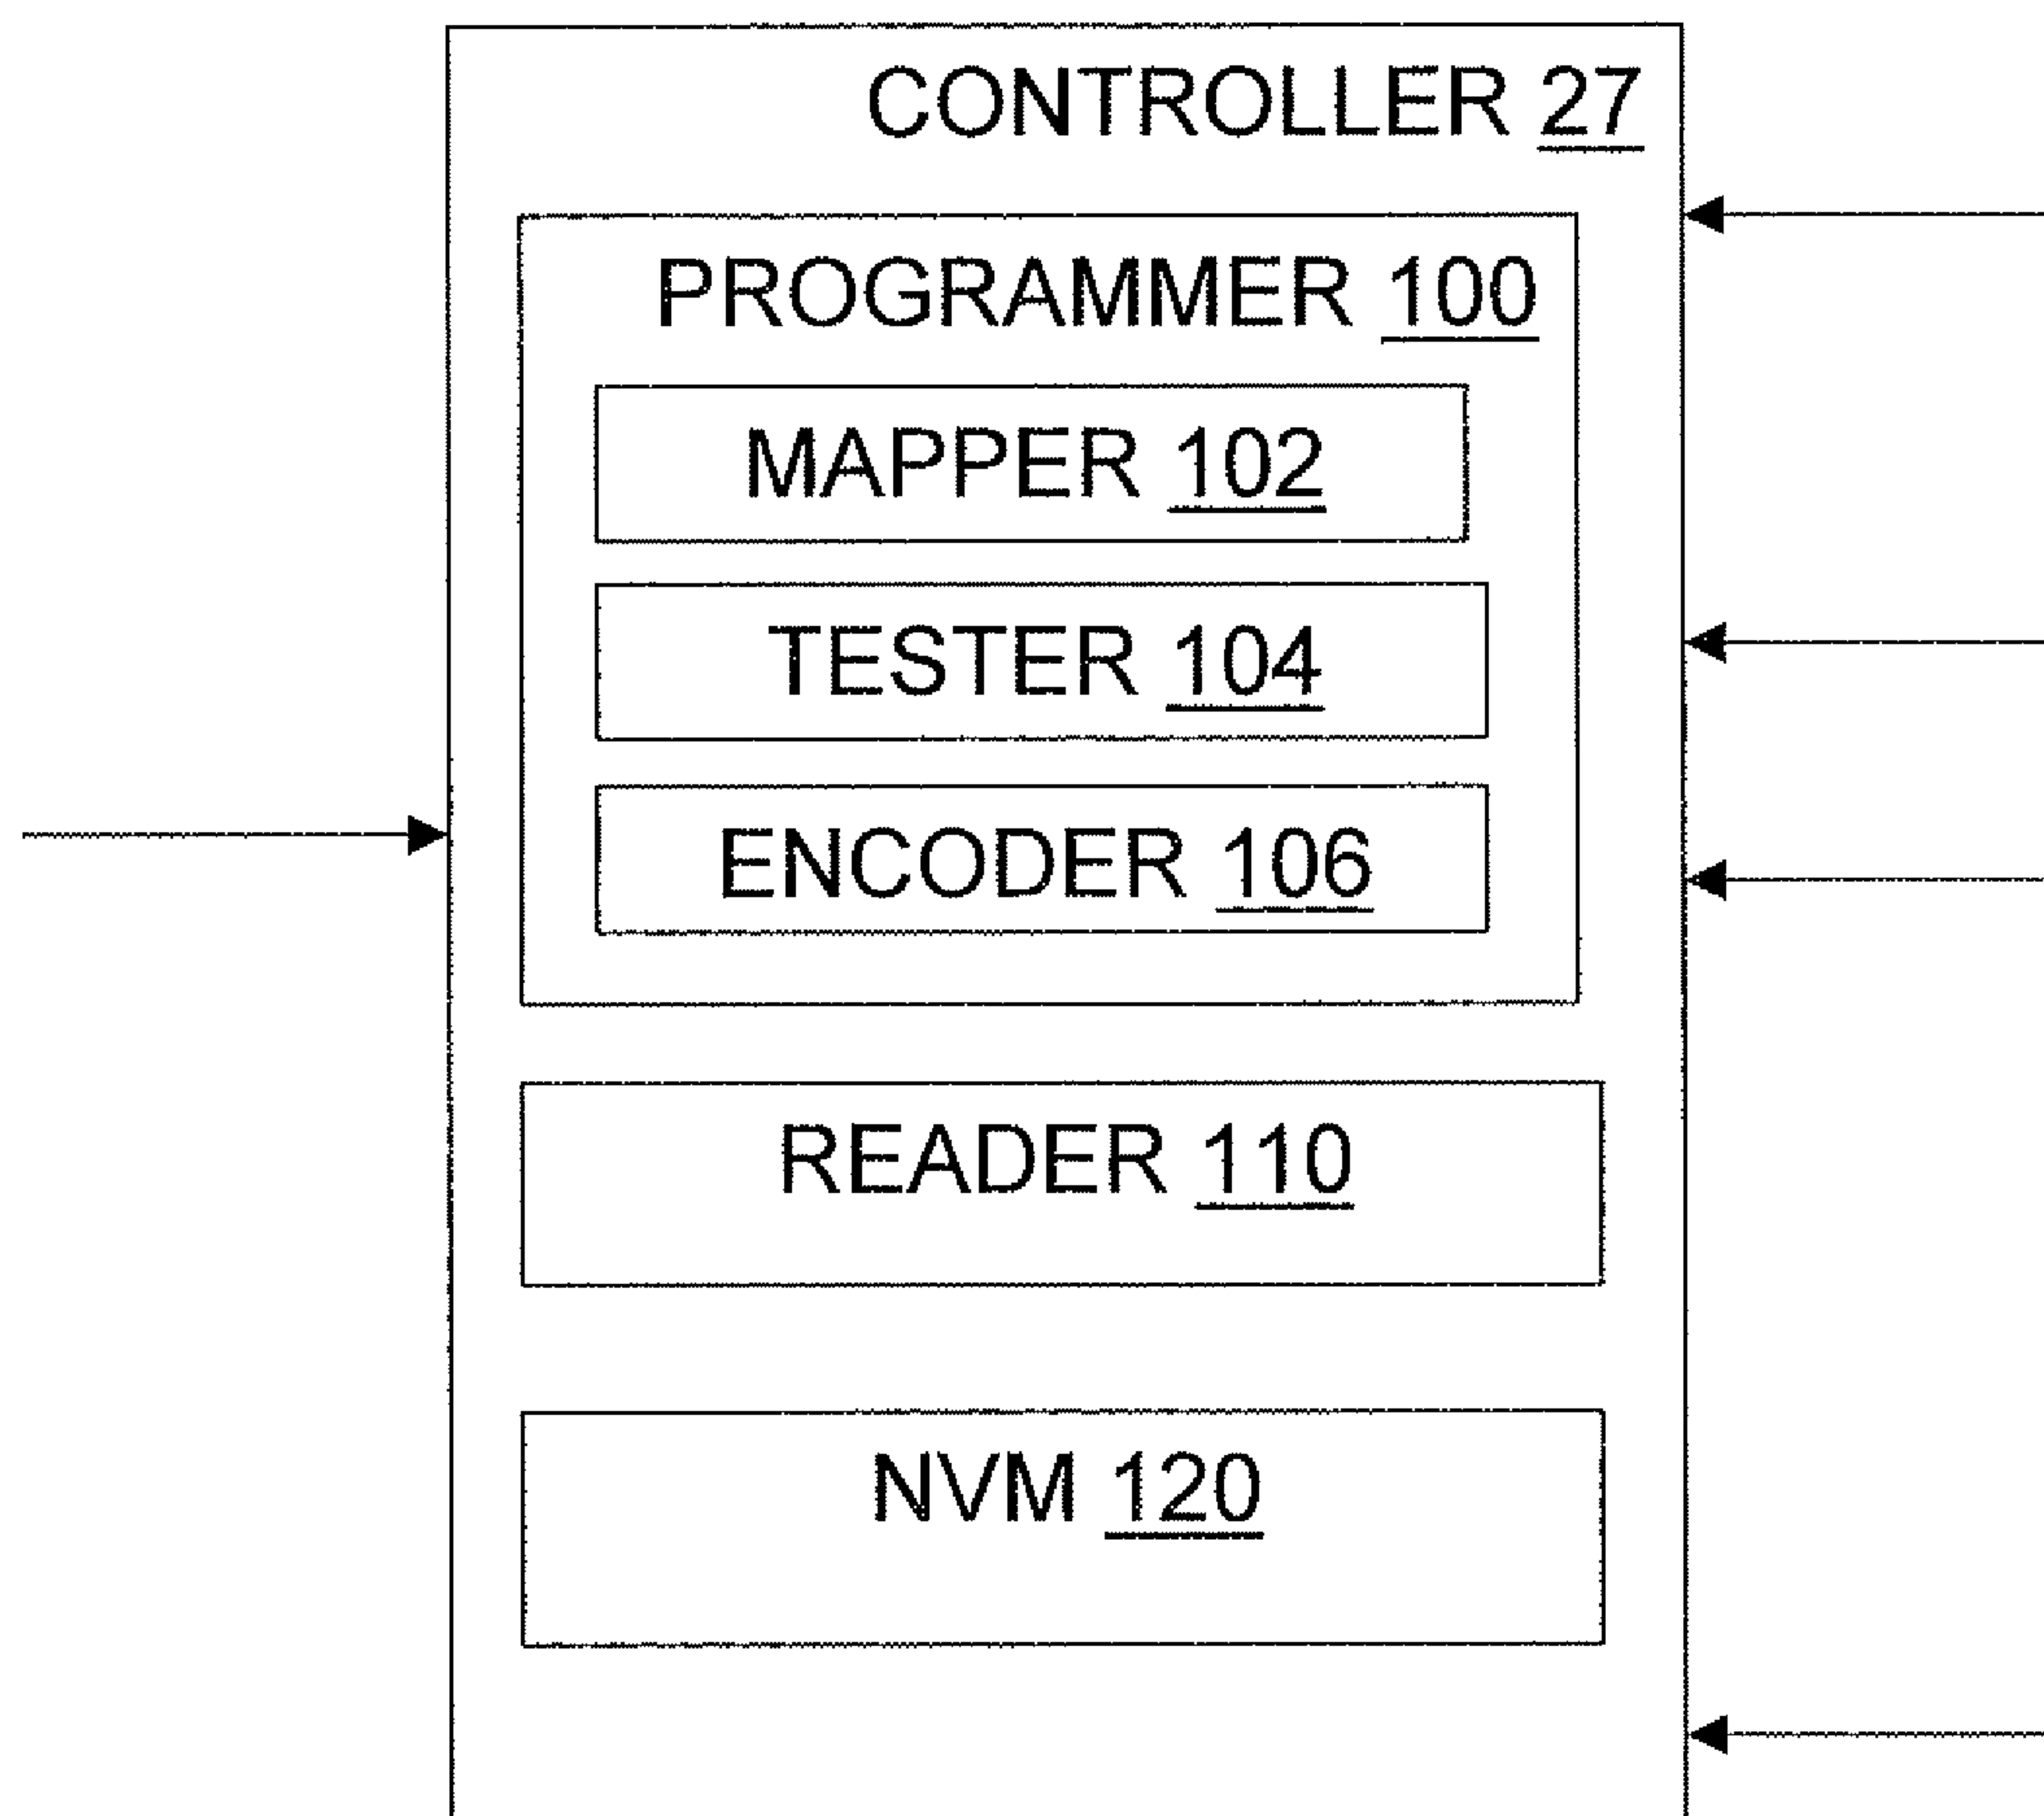 CONTROLLER 27
PROGRAMMER 100
MAPPER 102
TESTER 104
ENCODER 106
READER 110
NVM 120